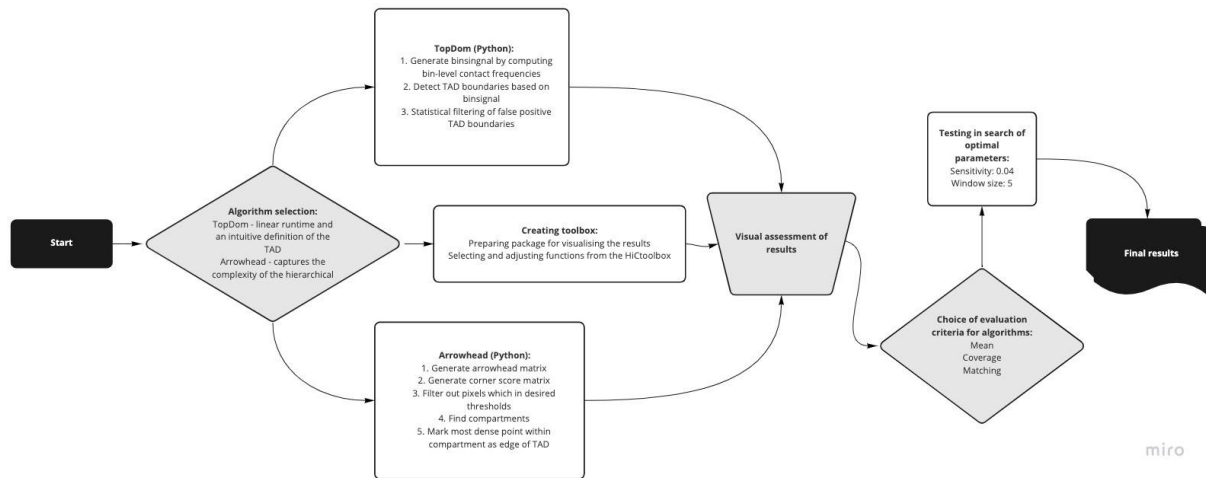 Start
Algorithm selection:
TopDom - linear runtime and
an intuitive definition of the
TAD
Arrowhead - captures the
complexity of the hierarchical
TopDom (Python):
1. Generate binsingnal by computing
bin-level contact frequencies
2. Detect TAD boundaries based on
binsignal
3. Statistical filtering of false positive
TAD boundaries
Creating toolbox:
Preparing package for visualising the results
Selecting and adjusting functions from the HiCtoolbox
Arrowhead (Python):
1. Generate arrowhead matrix
2. Generate corner score matrix
3. Filter out pixels which in desired
thresholds
4. Find compartments
5. Mark most dense point within
compartment as edge of TAD
Visual assessment of
results
Choice of evaluation
criteria for algorithms:
Mean
Coverage
Matching
Testing in search of
optimal
parameters:
Sensitivity: 0.04
Window size: 5
Final results
miro